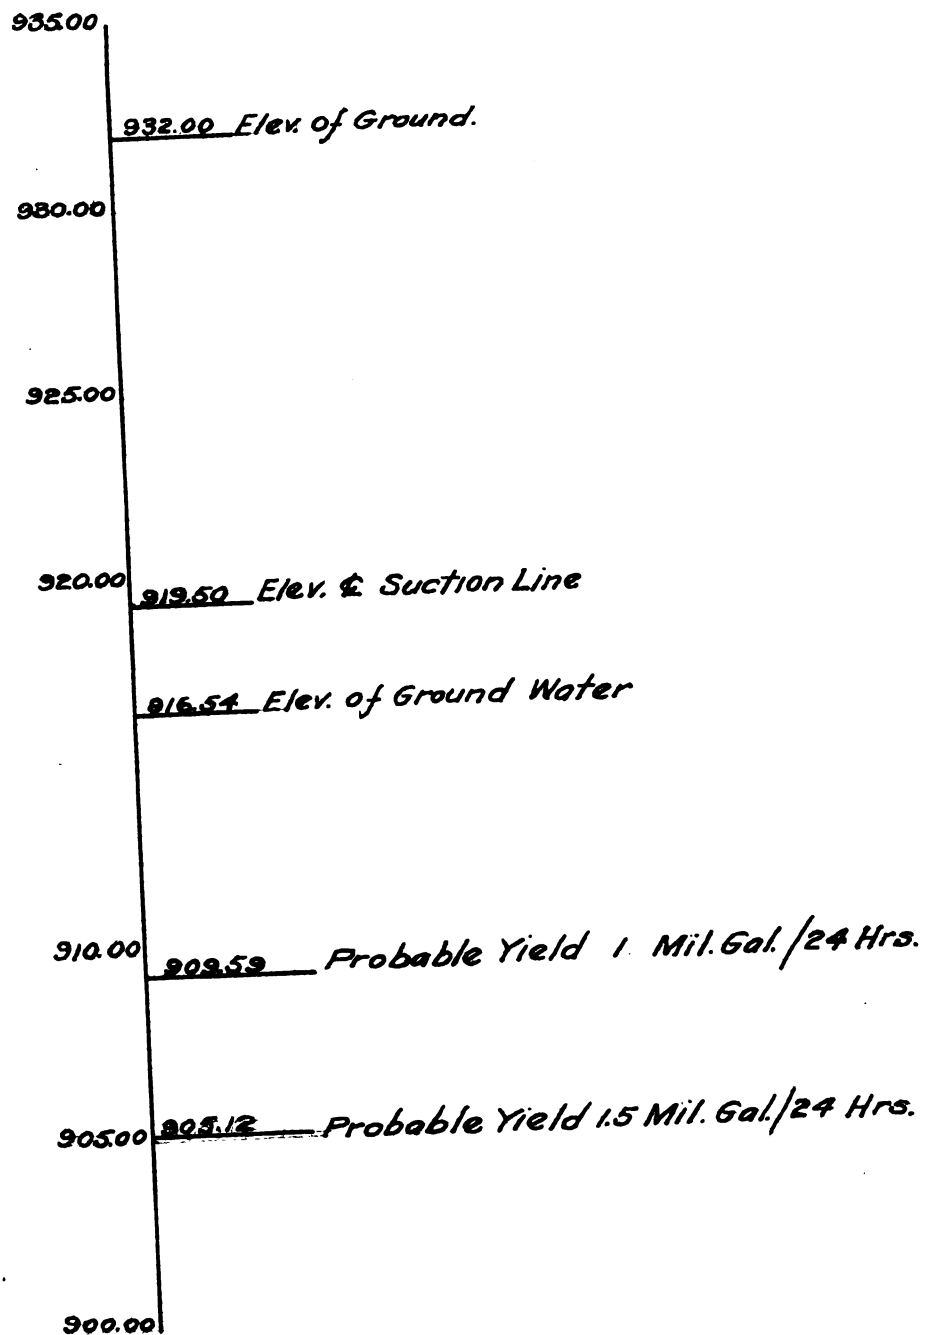 935.00
932.00 Elev. of Ground.
930.00
925.00
920.00
919.50 Elev. ℄ Suction Line
916.54 Elev. of Ground Water
910.00
909.59 Probable Yield 1. Mil. Gal. /24 Hrs.
905.12 Probable Yield 1.5 Mil. Gal./24 Hrs.
905.00
900.00